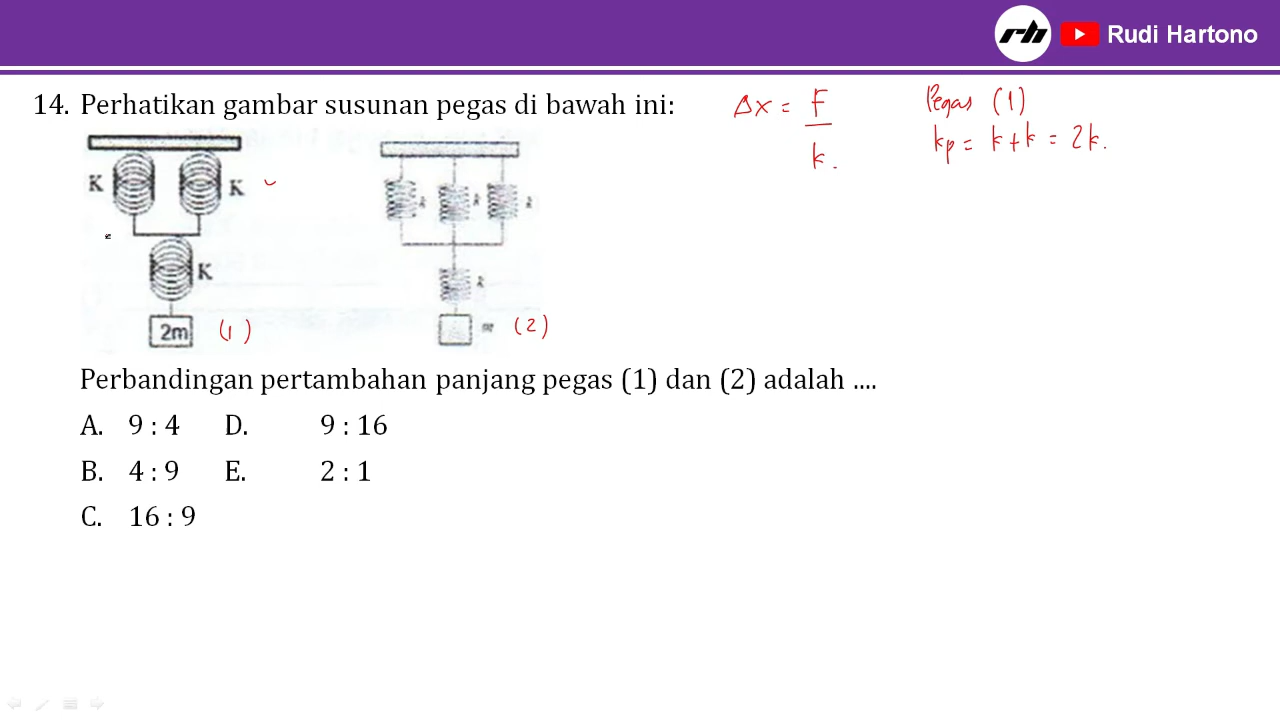 rh Rudi Hartono
14. Perhatikan gambar susunan pegas di bawah ini:
Δx = F / k.
Pegas (1)
kp = k + k = 2k.
K K
K
2m (1)
k k k
k
m (2)
Perbandingan pertambahan panjang pegas (1) dan (2) adalah ....
A. 9 : 4 D. 9 : 16
B. 4 : 9 E. 2 : 1
C. 16 : 9